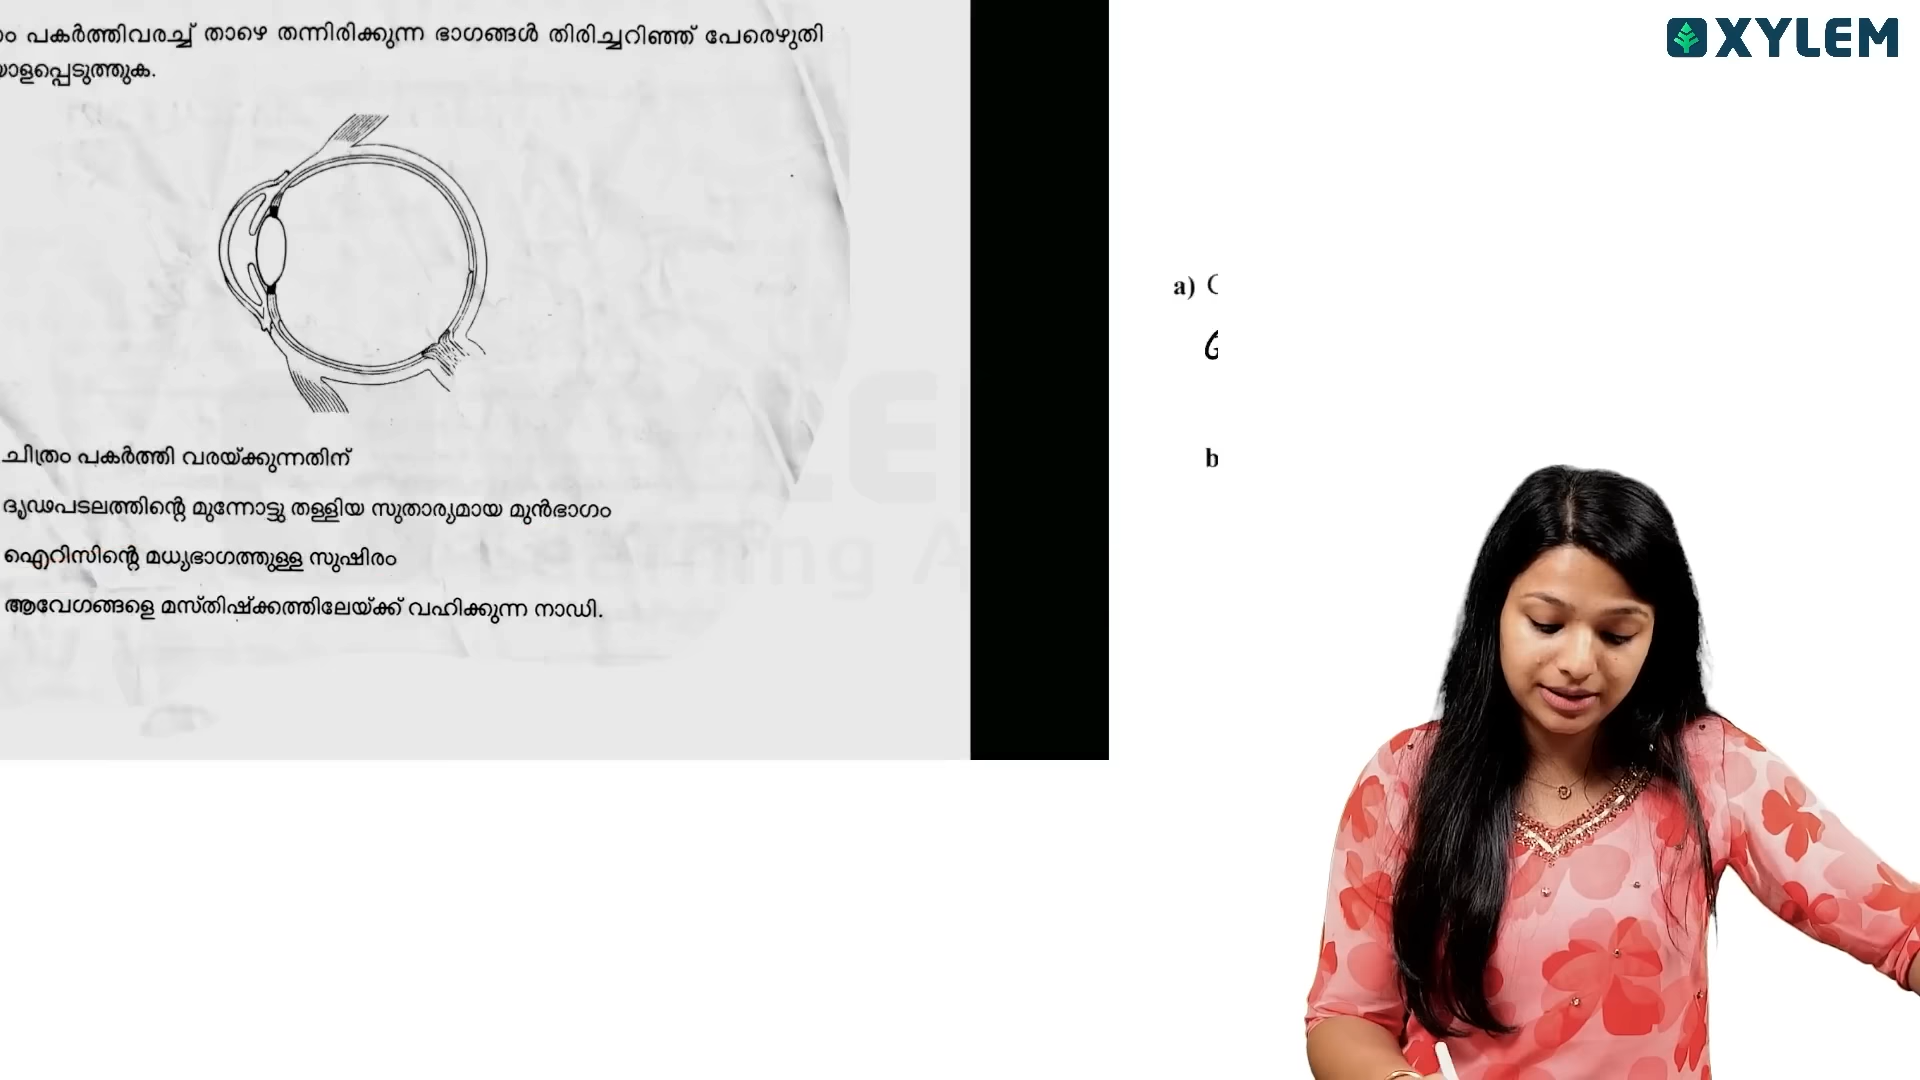 പകർത്തിവരച്ച് താഴെ തന്നിരിക്കുന്ന ഭാഗങ്ങൾ തിരിച്ചറിഞ്ഞ് പേരെഴുതി
ചിത്രം പകർത്തി വരയ്ക്കുന്നതിന്
ദൃഢപടലത്തിന്റെ മുന്നോട്ടു തള്ളിയ സുതാര്യമായ മുൻഭാഗം
ഐറിസിന്റെ മധ്യഭാഗത്തുള്ള സുഷിരം
ആവേഗങ്ങളെ മസ്തിഷ്ക്കത്തിലേയ്ക്ക് വഹിക്കുന്ന നാഡി.
XYLEM
a)
b